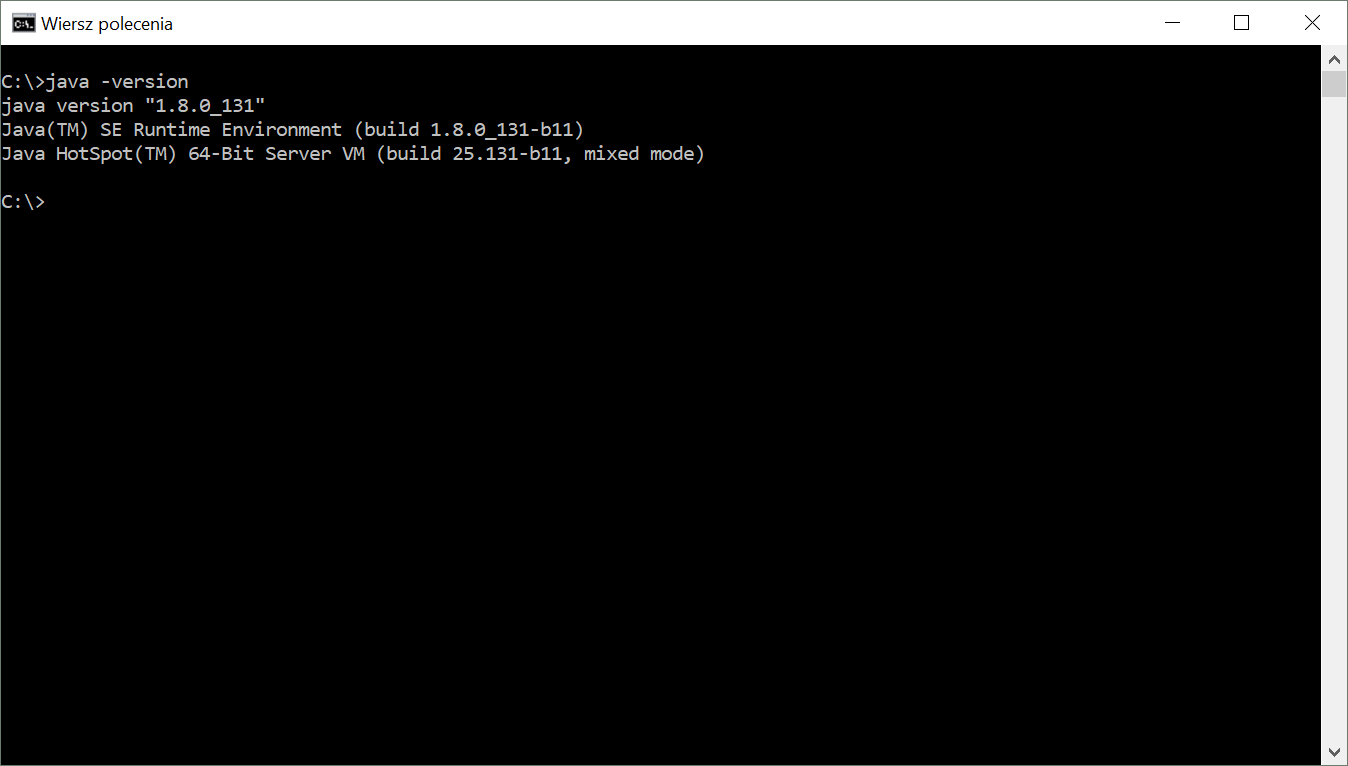 Wiersz polecenia
C:\>java -version
java version "1.8.0_131"
Java(TM) SE Runtime Environment (build 1.8.0_131-b11)
Java HotSpot(TM) 64-Bit Server VM (build 25.131-b11, mixed mode)
C:\>